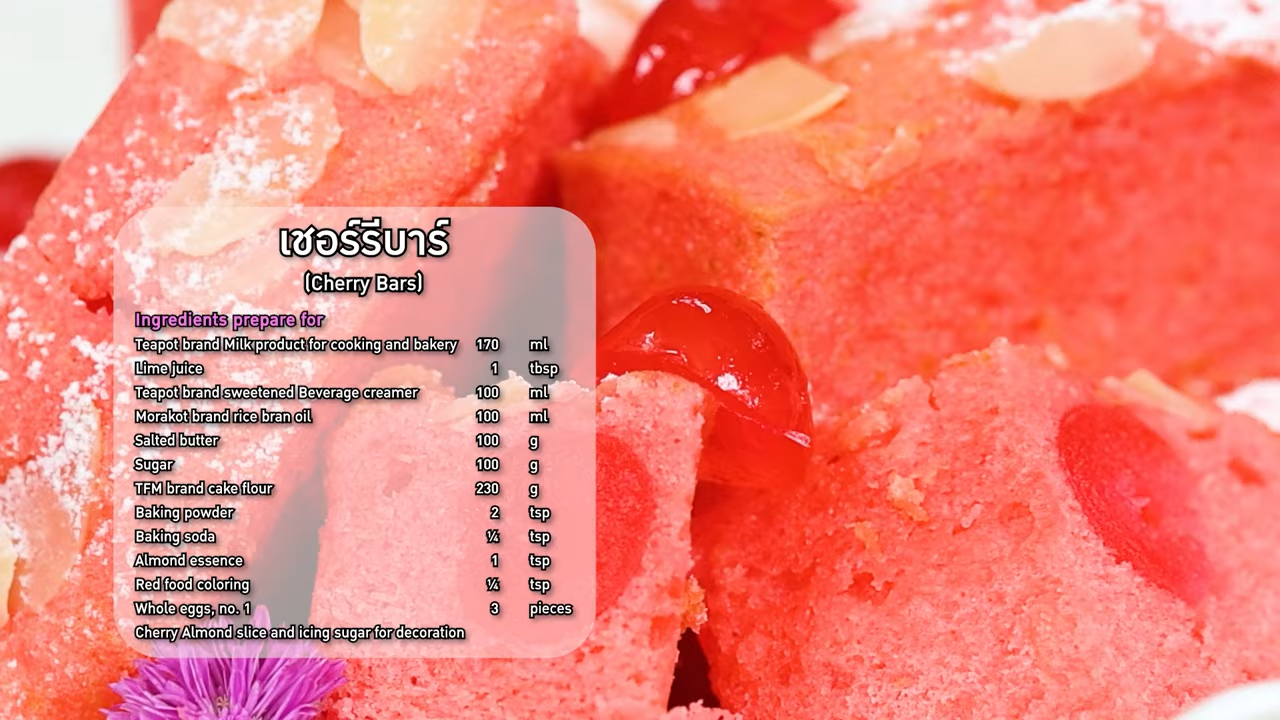 เชอร์รีบาร์
(Cherry Bars)
Ingredients prepare for
Teapot brand Milk product for cooking and bakery 170 ml
Lime juice 1 tbsp
Teapot brand sweetened Beverage creamer 100 ml
Morakot brand rice bran oil 100 ml
Salted butter 100 g
Sugar 100 g
TFM brand cake flour 230 g
Baking powder 2 tsp
Baking soda ¼ tsp
Almond essence 1 tsp
Red food coloring ¼ tsp
Whole eggs, no. 1 3 pieces
Cherry Almond slice and icing sugar for decoration